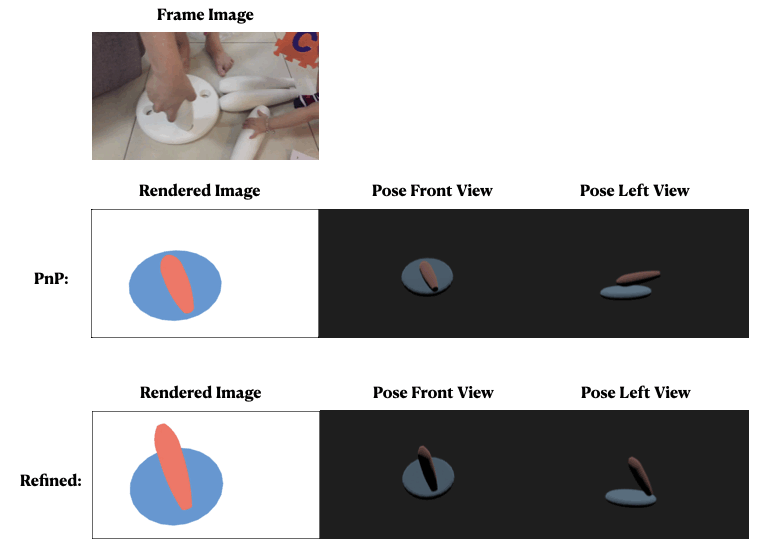 Frame Image
Rendered Image Pose Front View Pose Left View
PnP:
Rendered Image Pose Front View Pose Left View
Refined:
C